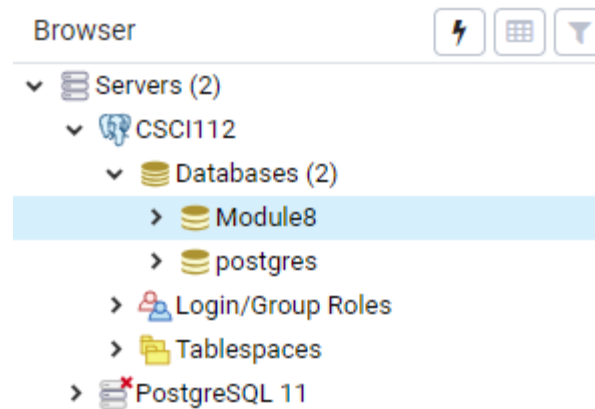 Browser
Servers (2)
CSCI112
Databases (2)
Module8
postgres
Login/Group Roles
Tablespaces
PostgreSQL 11